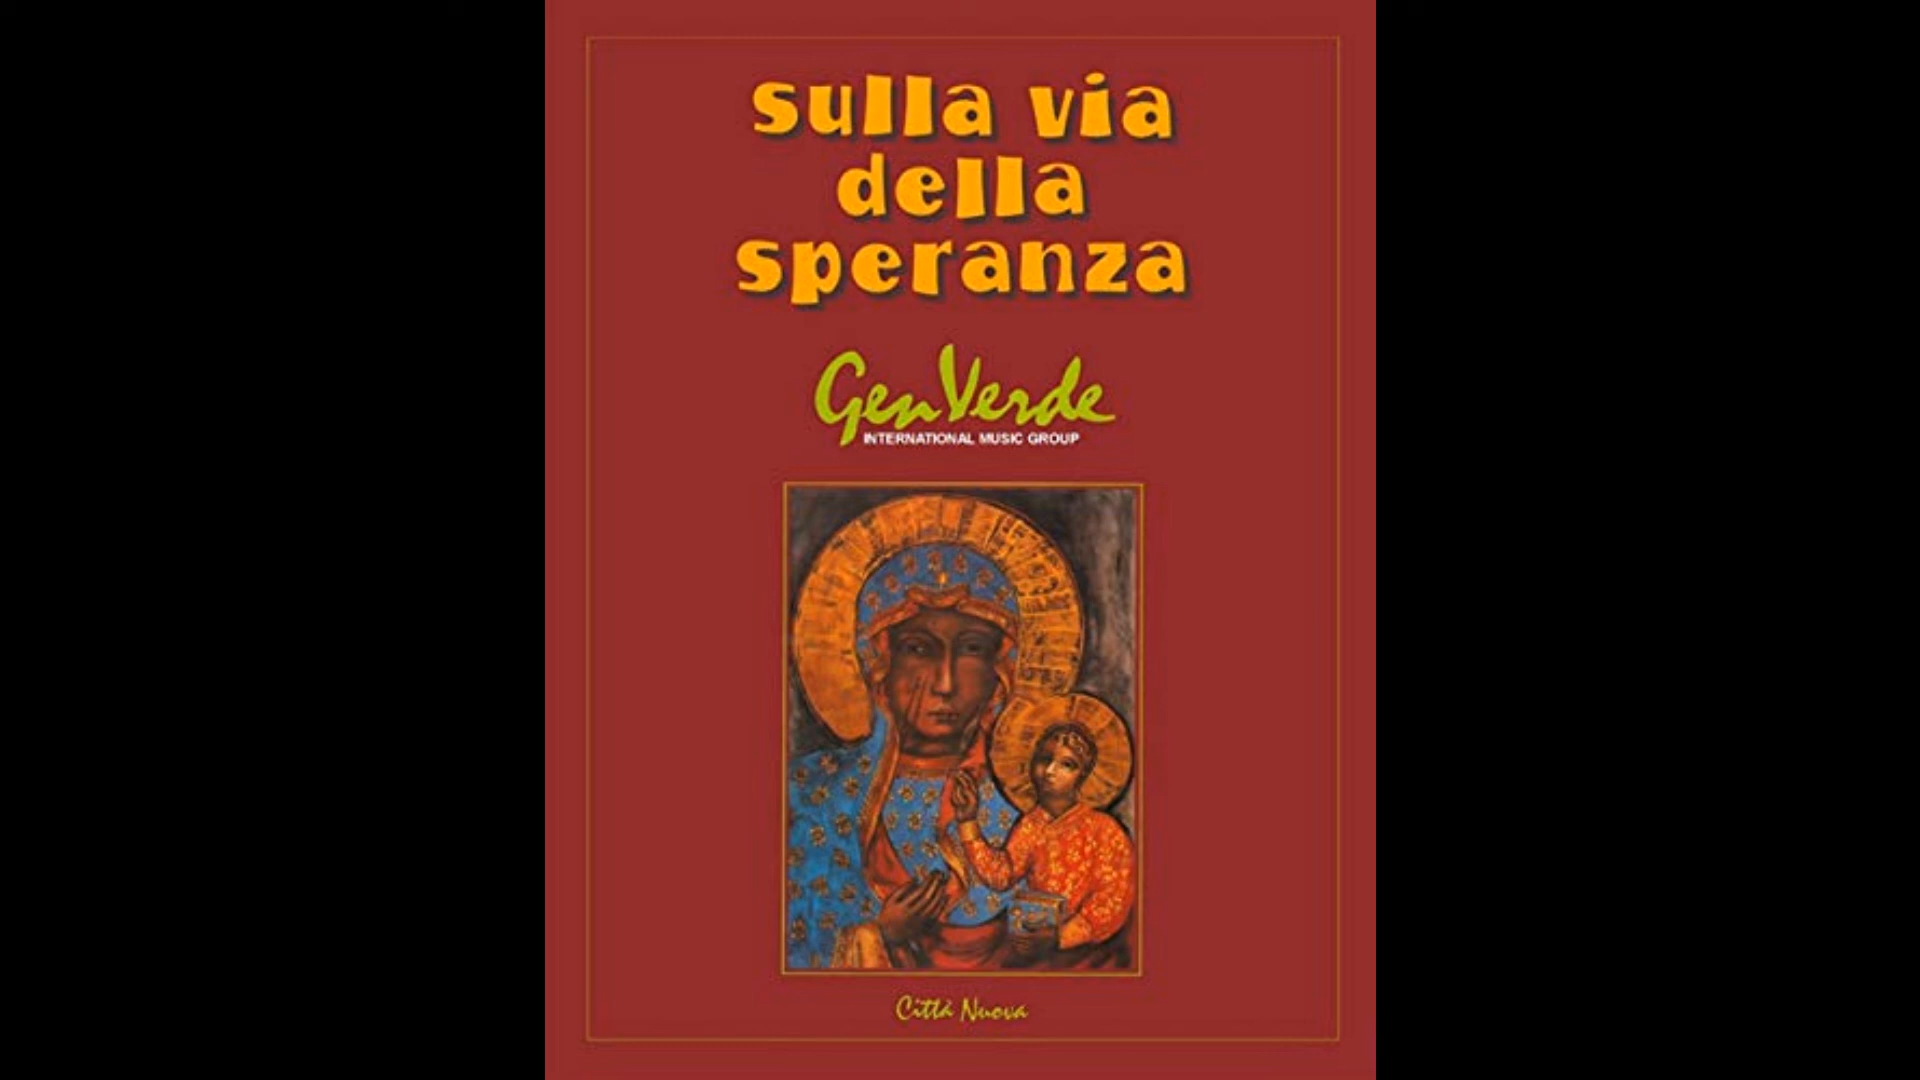 sulla via
della
speranza
Gen Verde
INTERNATIONAL MUSIC GROUP
Città Nuova